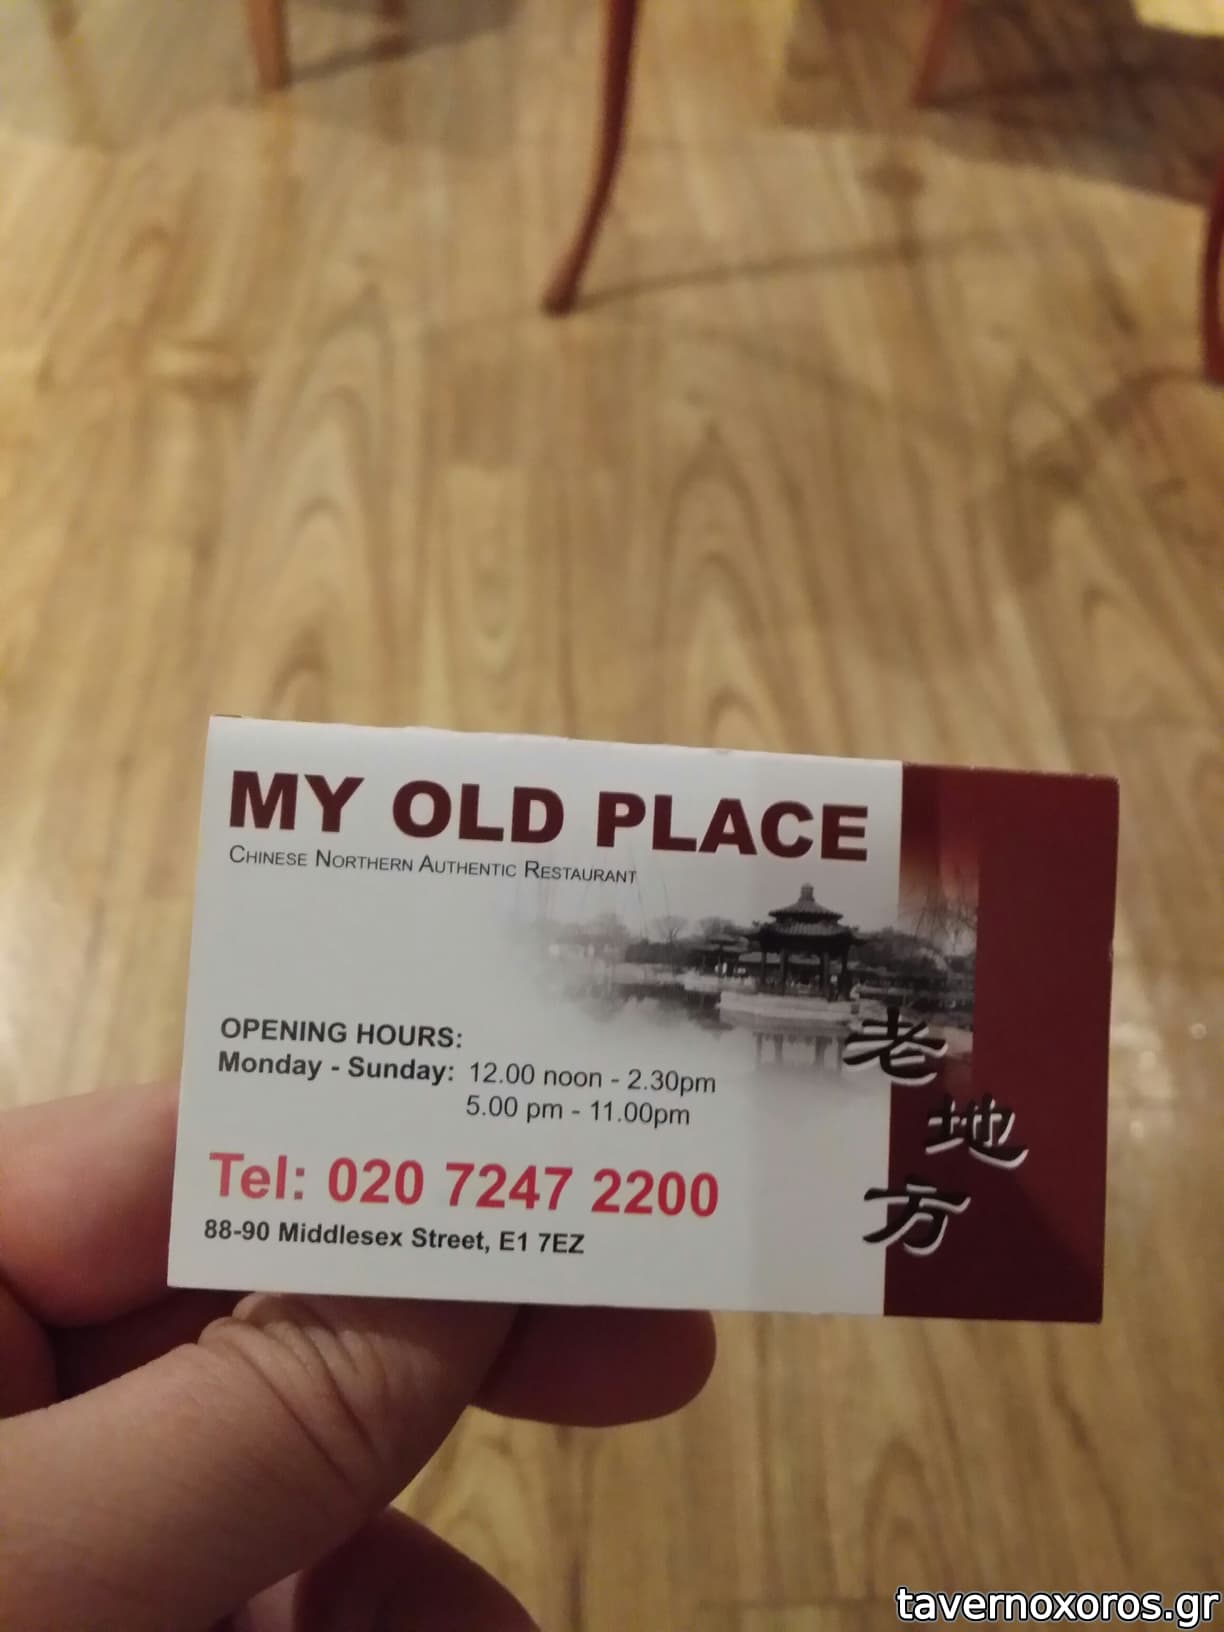 MY OLD PLACE
CHINESE NORTHERN AUTHENTIC RESTAURANT
OPENING HOURS:
Monday - Sunday: 12.00 noon - 2.30pm
5.00 pm - 11.00pm
Tel: 020 7247 2200
88-90 Middlesex Street, E1 7EZ
老地方
tavernoxoros.gr